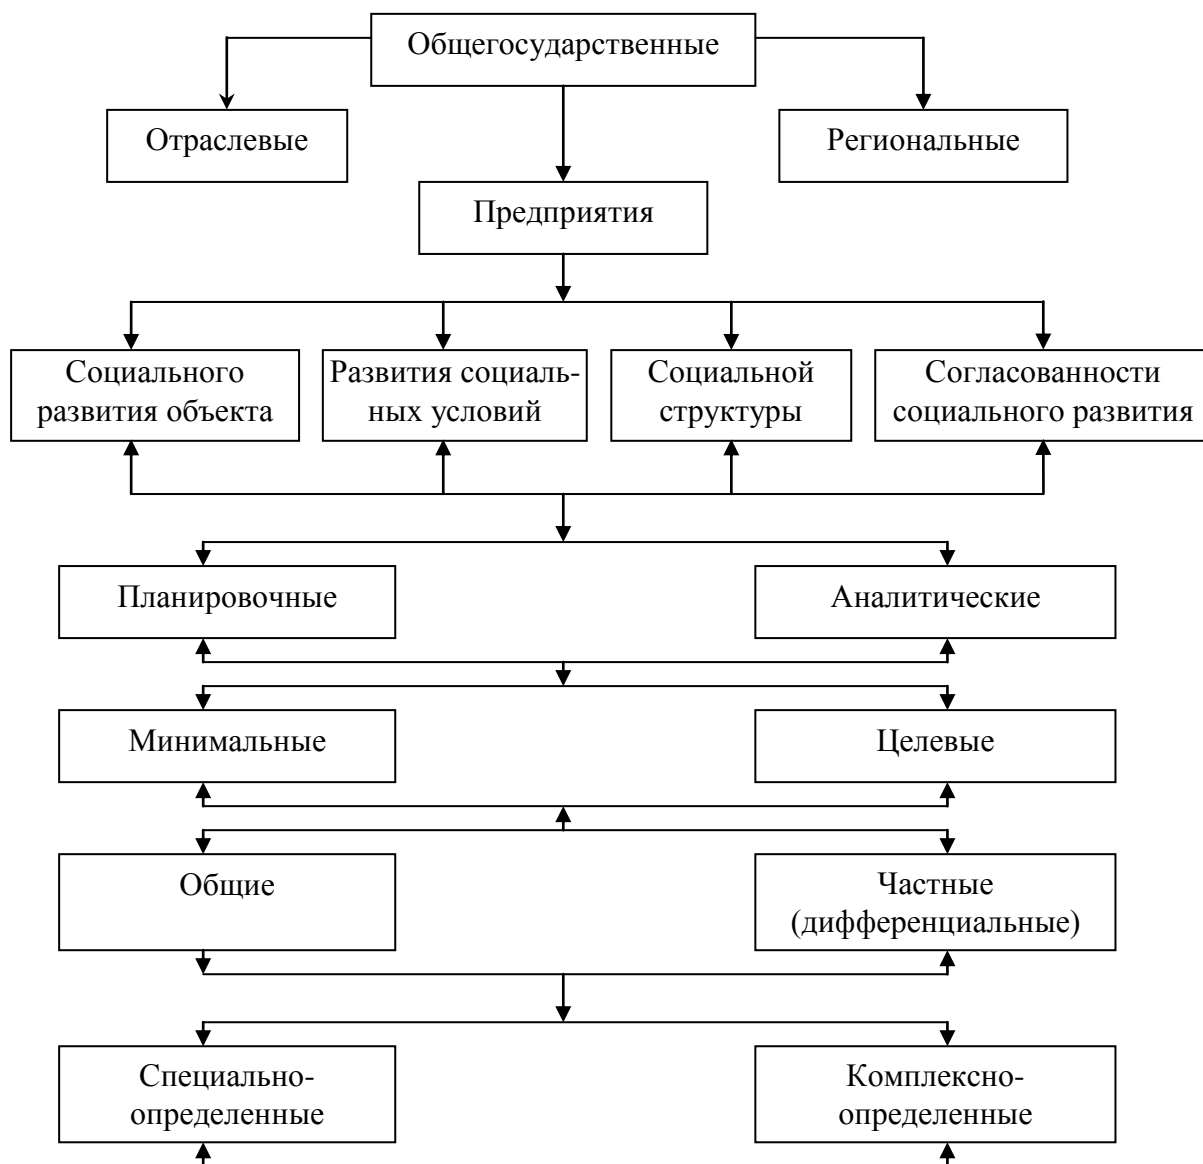 Общегосударственные
Отраслевые
Региональные
Предприятия
Социального
развития объекта
Развития социаль-
ных условий
Социальной
структуры
Согласованности
социального развития
Планировочные
Аналитические
Минимальные
Целевые
Общие
Частные
(дифференциальные)
Специально-
определенные
Комплексно-
определенные